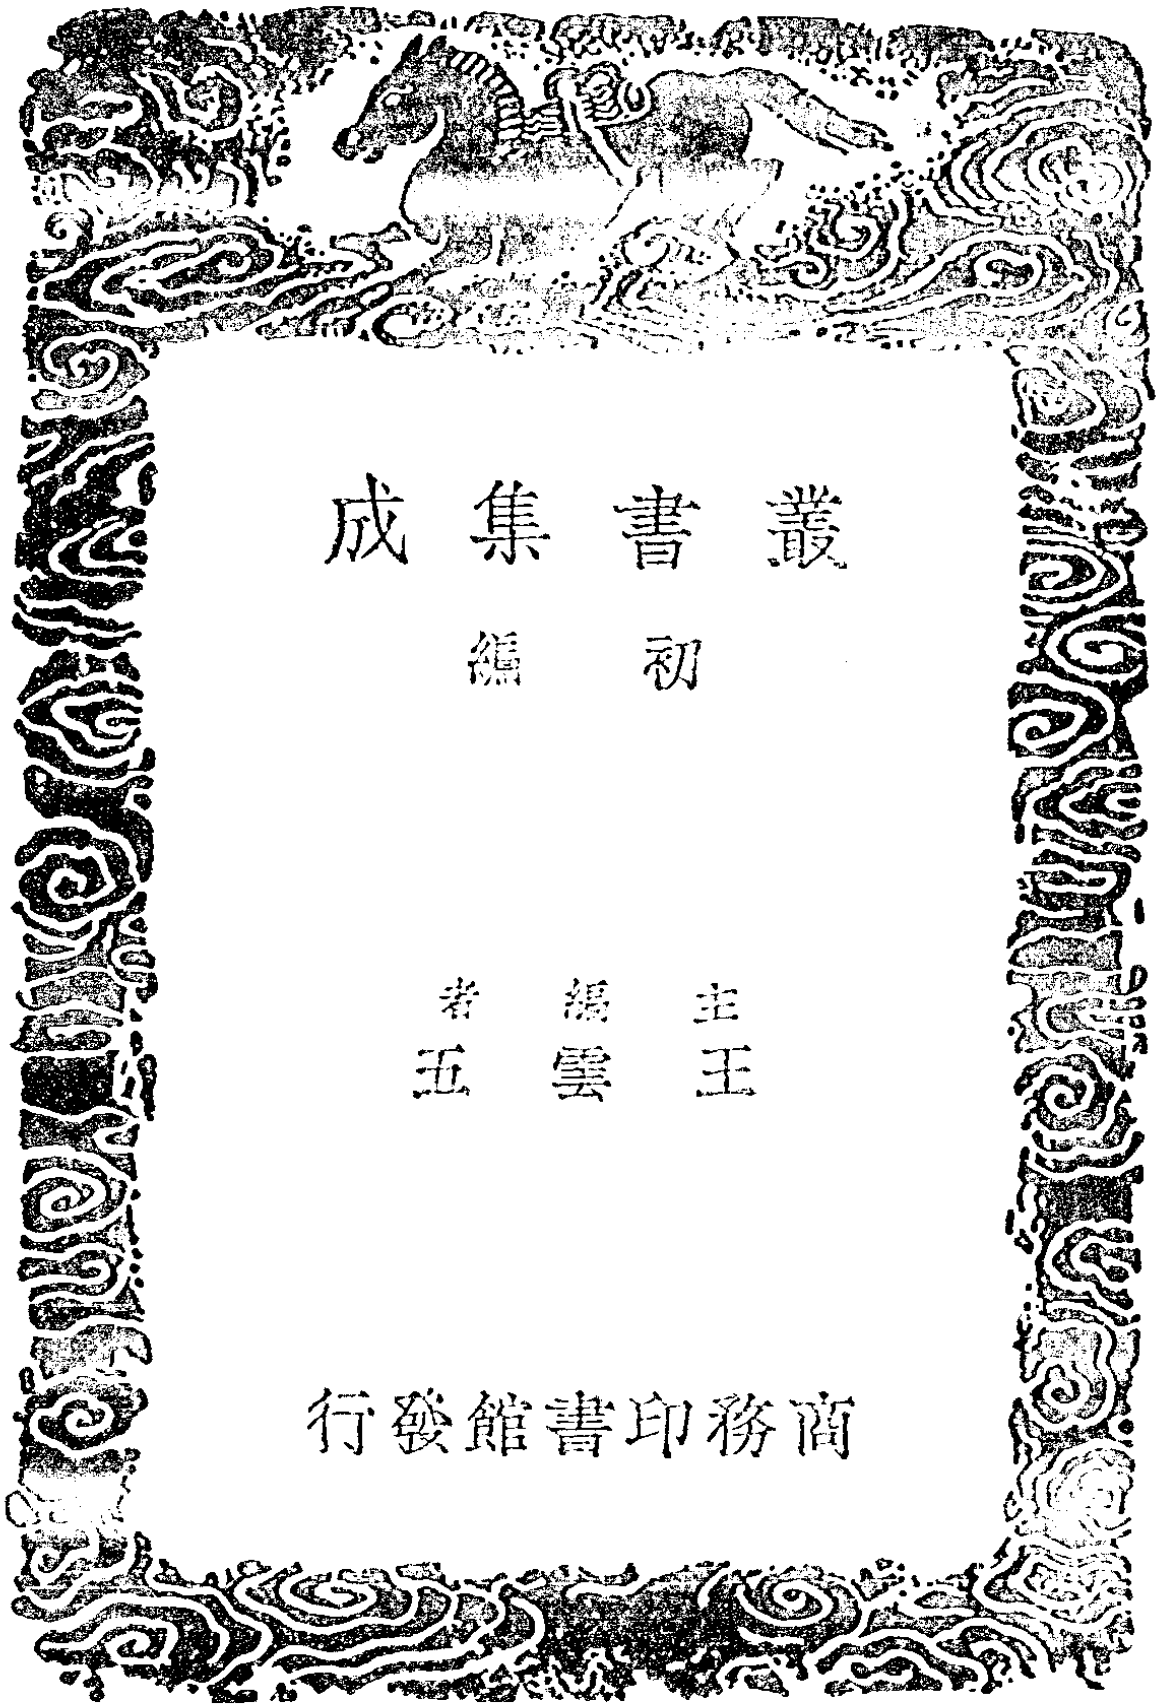 叢書集成
初編
主編者
王雲五
商務印書館發行